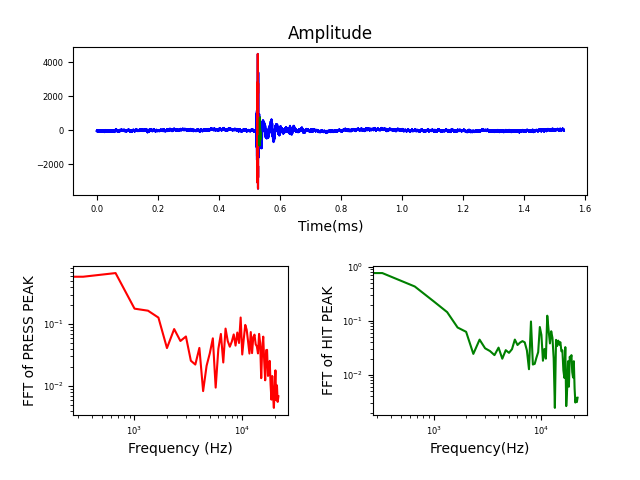 Amplitude
4000
2000
0
−2000
0.0 0.2 0.4 0.6 0.8 1.0 1.2 1.4 1.6
Time(ms)
FFT of PRESS PEAK
10⁻¹
10⁻²
10³ 10⁴
Frequency (Hz)
FFT of HIT PEAK
10⁰
10⁻¹
10⁻²
10³ 10⁴
Frequency(Hz)